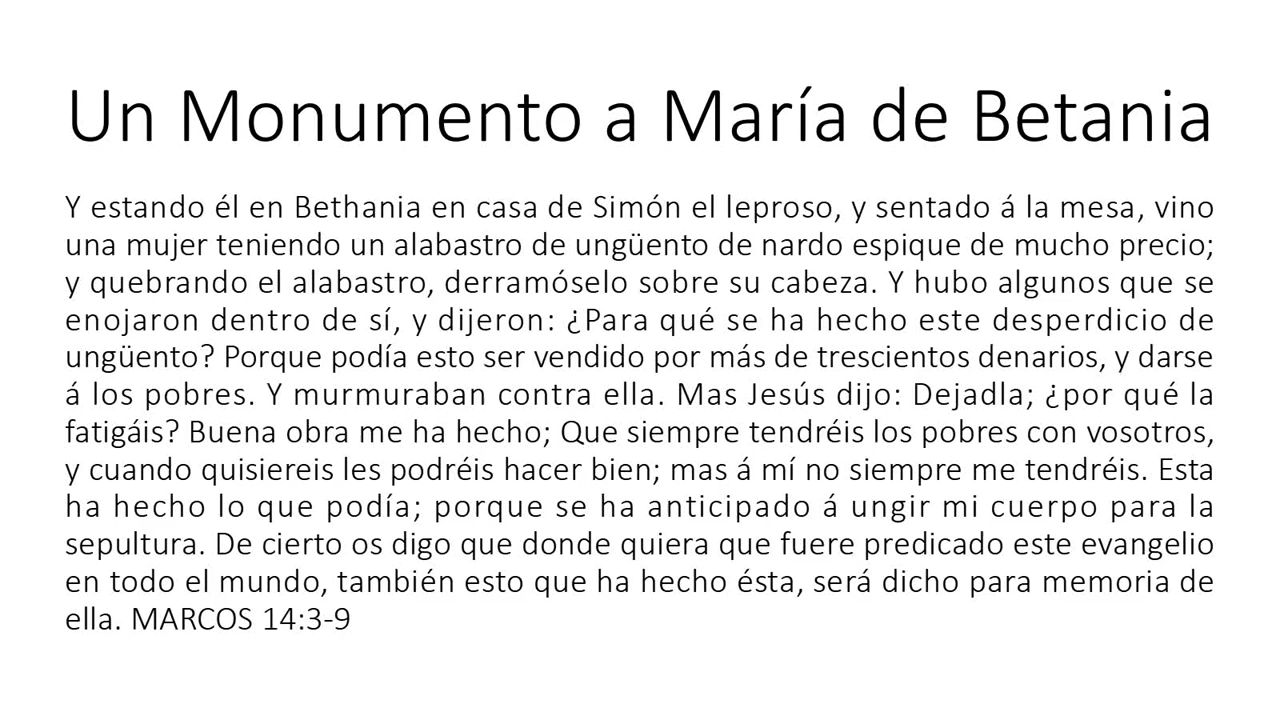 Un Monumento a María de Betania
Y estando él en Bethania en casa de Simón el leproso, y sentado á la mesa, vino
una mujer teniendo un alabastro de ungüento de nardo espique de mucho precio;
y quebrando el alabastro, derramóselo sobre su cabeza. Y hubo algunos que se
enojaron dentro de sí, y dijeron: ¿Para qué se ha hecho este desperdicio de
ungüento? Porque podía esto ser vendido por más de trescientos denarios, y darse
á los pobres. Y murmuraban contra ella. Mas Jesús dijo: Dejadla; ¿por qué la
fatigáis? Buena obra me ha hecho; Que siempre tendréis los pobres con vosotros,
y cuando quisiereis les podréis hacer bien; mas á mí no siempre me tendréis. Esta
ha hecho lo que podía; porque se ha anticipado á ungir mi cuerpo para la
sepultura. De cierto os digo que donde quiera que fuere predicado este evangelio
en todo el mundo, también esto que ha hecho ésta, será dicho para memoria de
ella. MARCOS 14:3-9